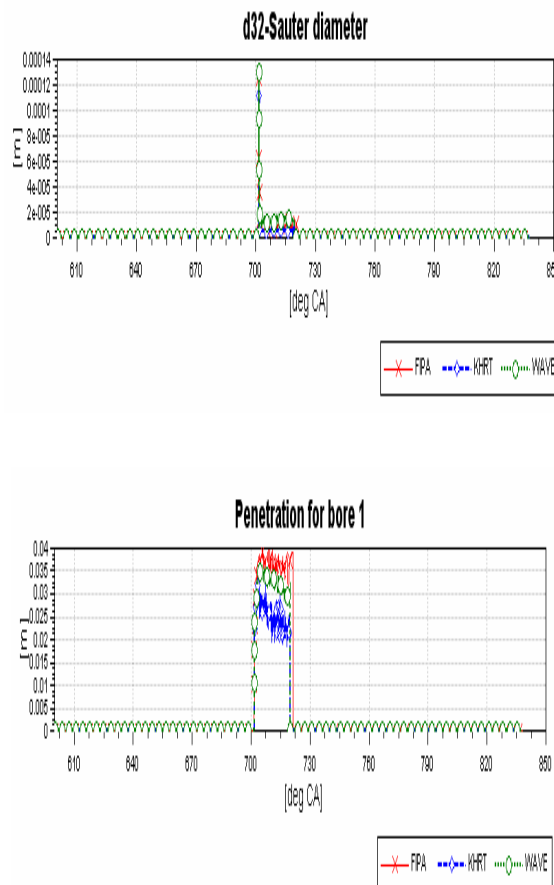 d32-Sauter diameter
0.00014
0.00012
0.0001
8e-005
6e-005
4e-005
2e-005
0
[m]
610 640 670 700 730 760 790 820
[deg CA]
FIPA KHRT WAVE
Penetration for bore 1
0.04
0.035
0.03
0.025
0.02
0.015
0.01
0.005
0
[m]
610 640 670 700 730 760 790 820 850
[deg CA]
FIPA KHRT WAVE